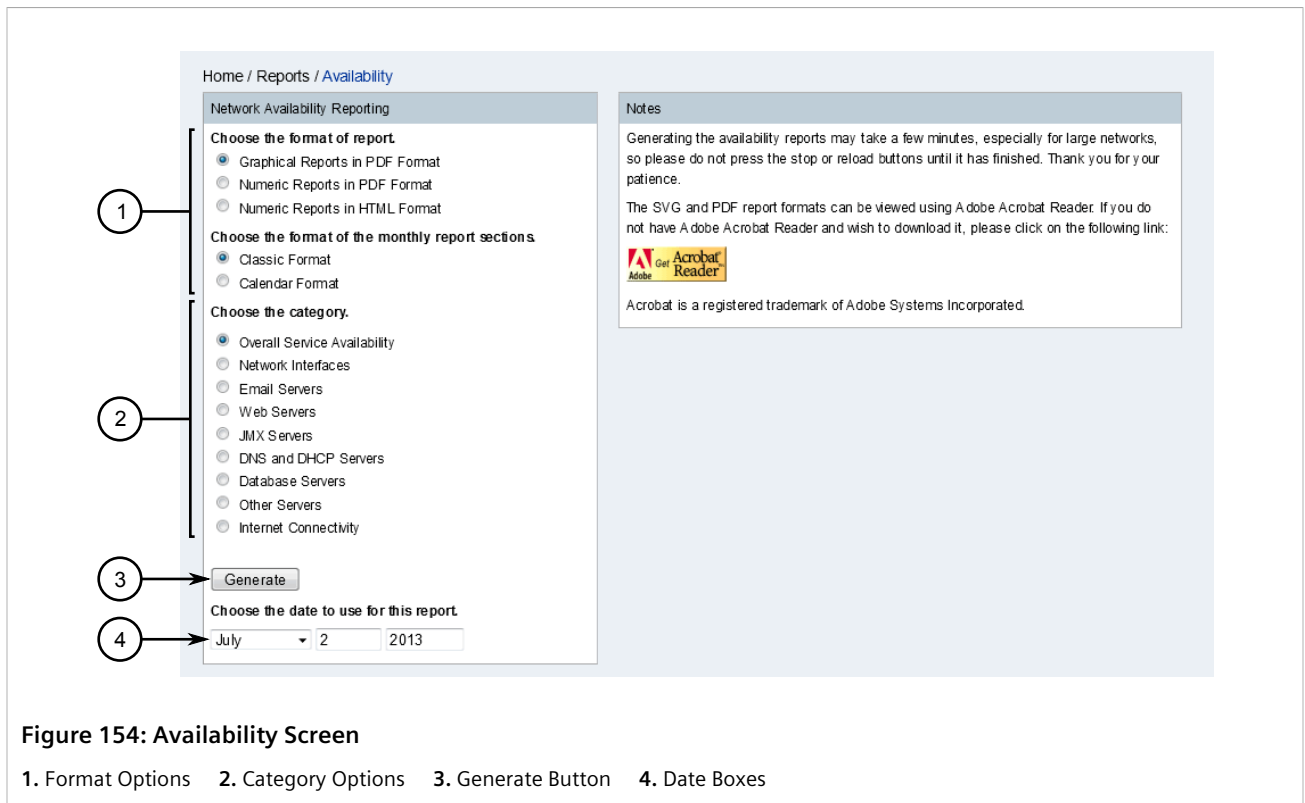 Home / Reports / Availability
Network Availability Reporting
Choose the format of report.
Graphical Reports in PDF Format
Numeric Reports in PDF Format
Numeric Reports in HTML Format
Choose the format of the monthly report sections.
Classic Format
Calendar Format
1
Choose the category.
Overall Service Availability
Network Interfaces
Email Servers
Web Servers
JMX Servers
DNS and DHCP Servers
Database Servers
Other Servers
Internet Connectivity
2
3
Generate
Choose the date to use for this report.
4
July 2 2013
Notes
Generating the availability reports may take a few minutes, especially for large networks,
so please do not press the stop or reload buttons until it has finished. Thank you for your
patience.
The SVG and PDF report formats can be viewed using Adobe Acrobat Reader. If you do
not have Adobe Acrobat Reader and wish to download it, please click on the following link:
Adobe Get Acrobat Reader
Acrobat is a registered trademark of Adobe Systems Incorporated.
Figure 154: Availability Screen
1. Format Options 2. Category Options 3. Generate Button 4. Date Boxes